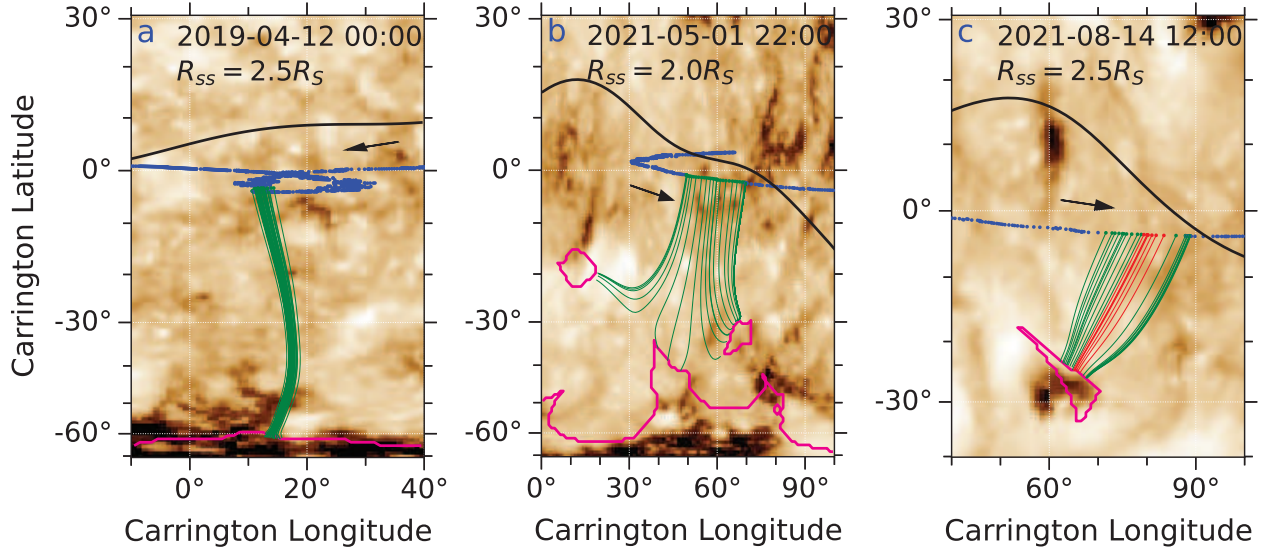 a 2019-04-12 00:00
R_ss = 2.5R_S
b 2021-05-01 22:00
R_ss = 2.0R_S
c 2021-08-14 12:00
R_ss = 2.5R_S
Carrington Latitude
30°
0°
-30°
-60°
0° 20° 40°
Carrington Longitude
30°
0°
-30°
-60°
0° 30° 60° 90°
Carrington Longitude
0°
-30°
60° 90°
Carrington Longitude